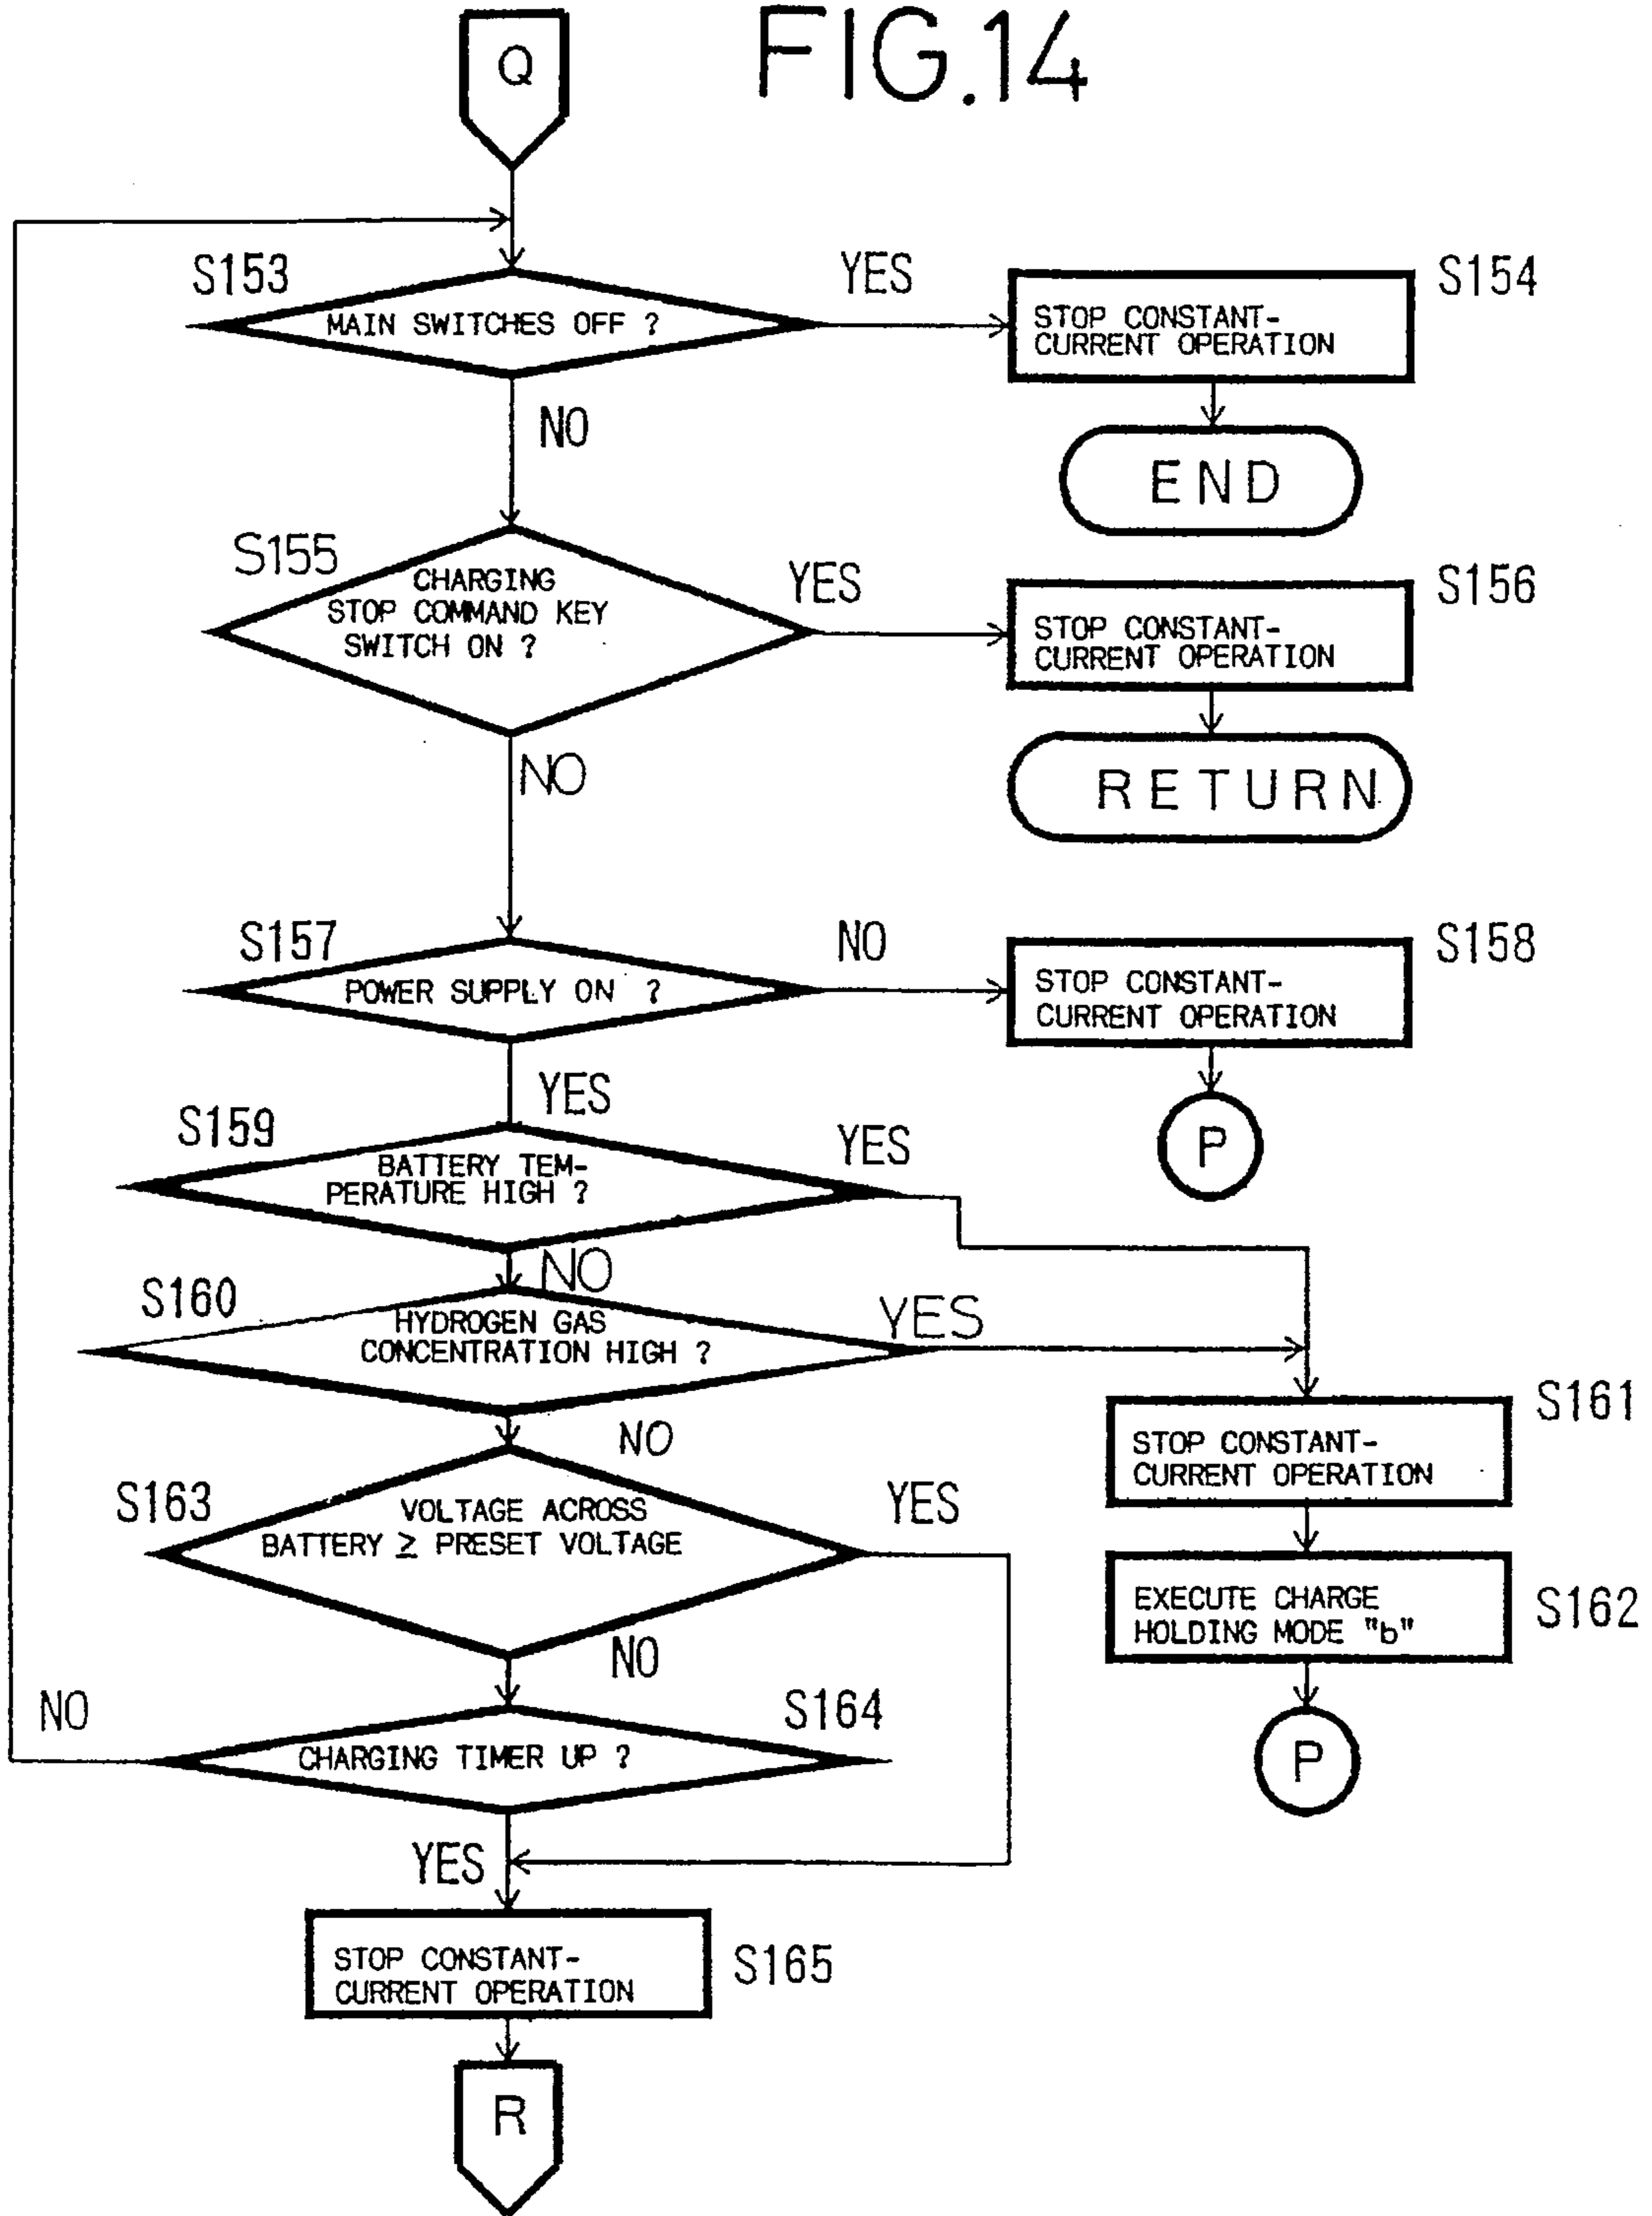 FIG.14
Q
S153
MAIN SWITCHES OFF ?
YES
S154
STOP CONSTANT-
CURRENT OPERATION
NO
END
S155
CHARGING
STOP COMMAND KEY
SWITCH ON ?
YES
S156
STOP CONSTANT-
CURRENT OPERATION
NO
RETURN
S157
POWER SUPPLY ON ?
NO
S158
STOP CONSTANT-
CURRENT OPERATION
YES
P
S159
BATTERY TEM-
PERATURE HIGH ?
YES
NO
S160
HYDROGEN GAS
CONCENTRATION HIGH ?
YES
S161
STOP CONSTANT-
CURRENT OPERATION
NO
S163
VOLTAGE ACROSS
BATTERY ≥ PRESET VOLTAGE
YES
S162
EXECUTE CHARGE
HOLDING MODE "b"
NO
P
S164
CHARGING TIMER UP ?
NO
YES
S165
STOP CONSTANT-
CURRENT OPERATION
R